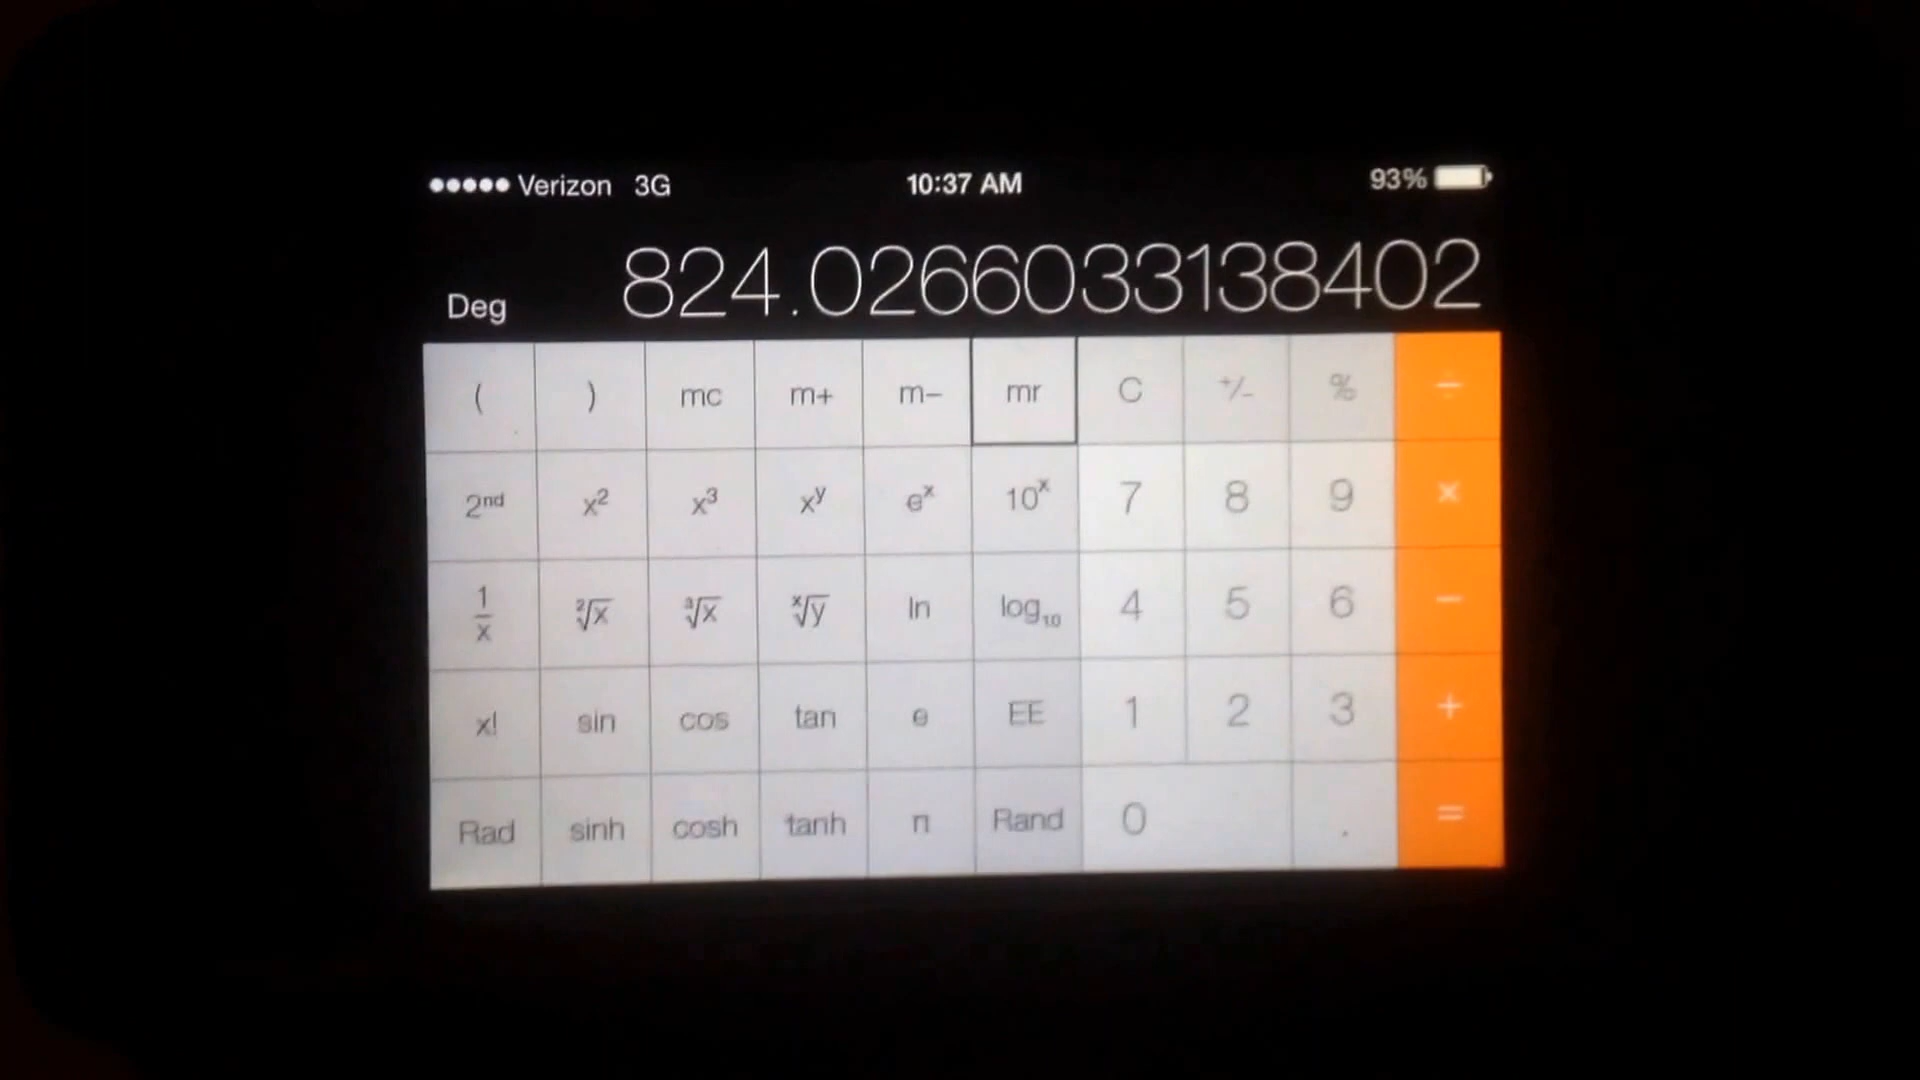 ●●●●● Verizon 3G 10:37 AM 93%
Deg 824.0266033138402
( ) mc m+ m− mr C +/- % ÷
2nd x² x³ xʸ eˣ 10ˣ 7 8 9 ×
1/x ²√x ³√x ˣ√y ln log₁₀ 4 5 6 −
x! sin cos tan e EE 1 2 3 +
Rad sinh cosh tanh π Rand 0 . =